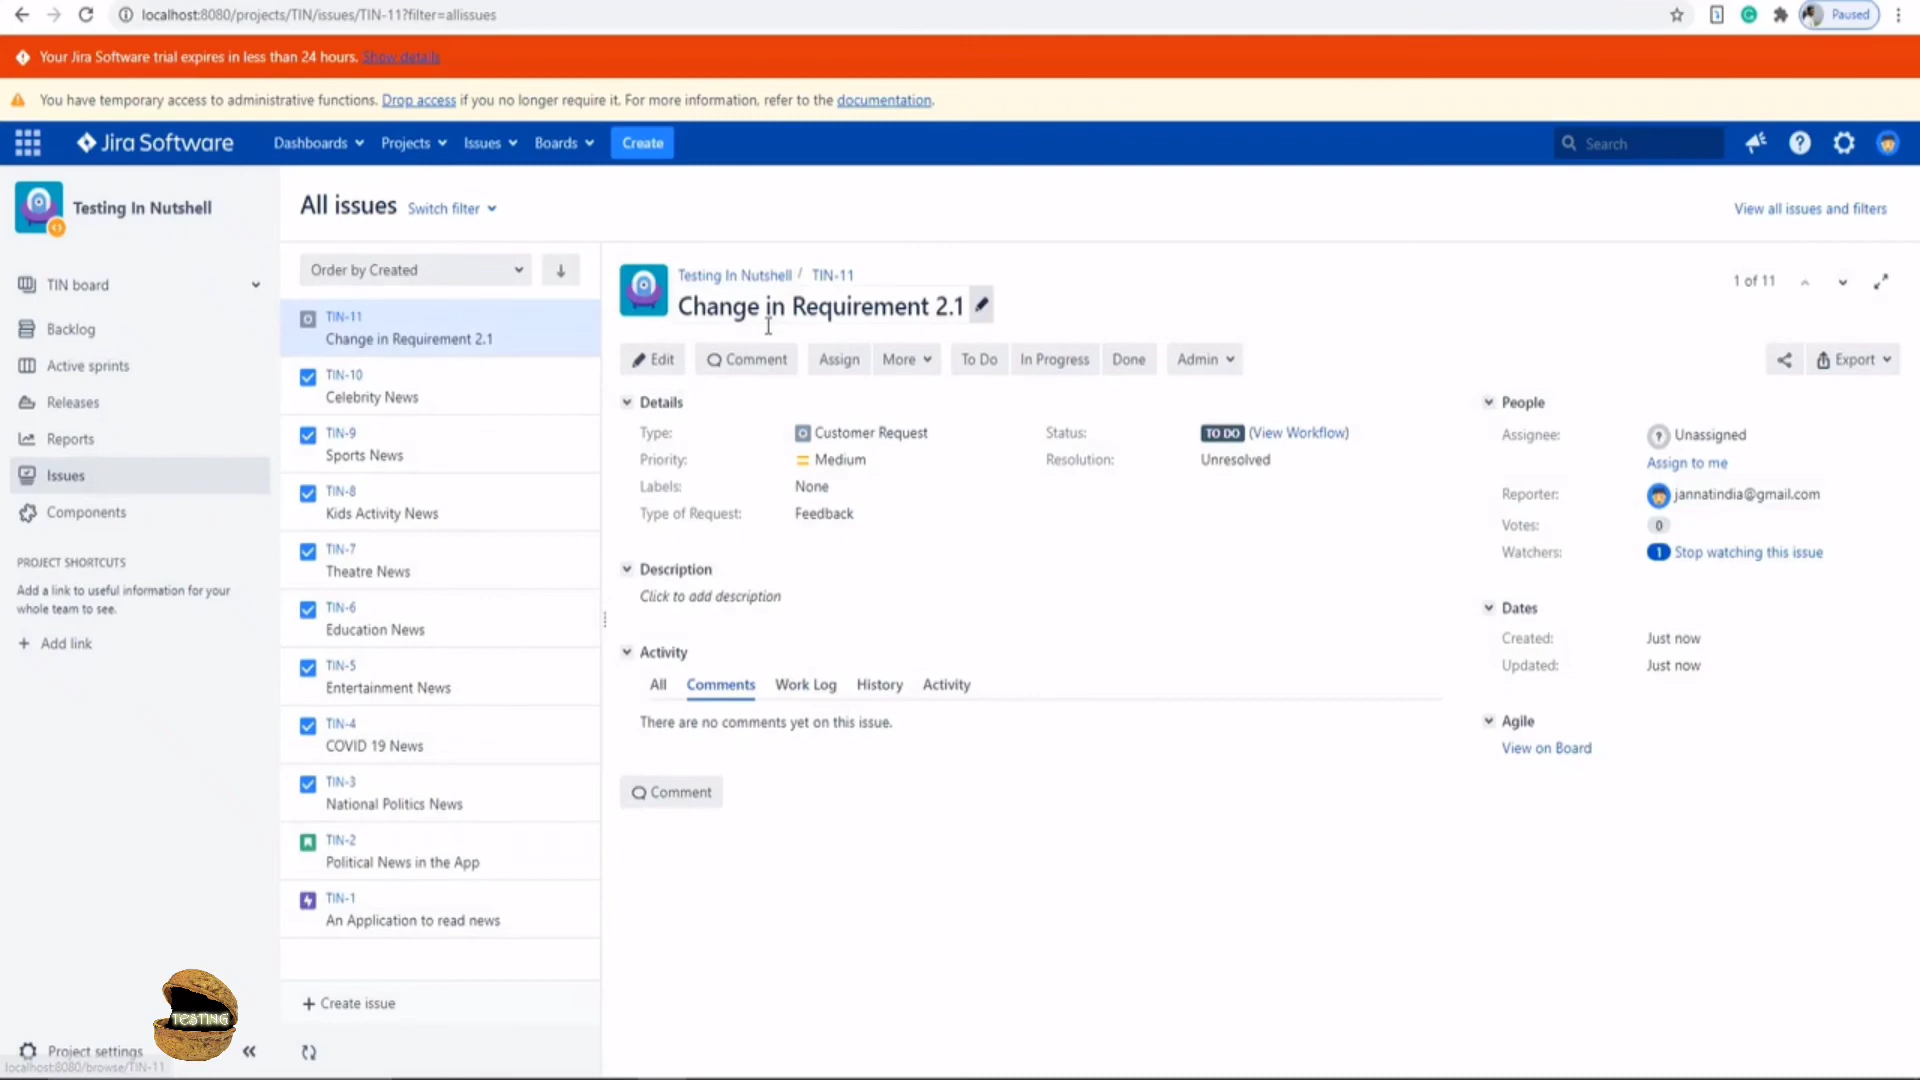 localhost:8080/projects/TIN/issues/TIN-11?filter=allissues
Paused
Your Jira Software trial expires in less than 24 hours. Show details
You have temporary access to administrative functions. Drop access if you no longer require it. For more information, refer to the documentation.
Jira Software
Dashboards
Projects
Issues
Boards
Create
Search
Testing In Nutshell
TIN board
Backlog
Active sprints
Releases
Reports
Issues
Components
PROJECT SHORTCUTS
Add a link to useful information for your
whole team to see.
+ Add link
TESTING
Project settings
localhost:8080/browse/TIN-11
All issues
Switch filter
View all issues and filters
Order by Created
TIN-11
Change in Requirement 2.1
TIN-10
Celebrity News
TIN-9
Sports News
TIN-8
Kids Activity News
TIN-7
Theatre News
TIN-6
Education News
TIN-5
Entertainment News
TIN-4
COVID 19 News
TIN-3
National Politics News
TIN-2
Political News in the App
TIN-1
An Application to read news
+ Create issue
Testing In Nutshell / TIN-11
Change in Requirement 2.1
1 of 11
Edit
Comment
Assign
More
To Do
In Progress
Done
Admin
Export
Details
Type: Customer Request
Status: TO DO (View Workflow)
Priority: Medium
Resolution: Unresolved
Labels: None
Type of Request: Feedback
Description
Click to add description
Activity
All
Comments
Work Log
History
Activity
There are no comments yet on this issue.
Comment
People
Assignee: ? Unassigned
Assign to me
Reporter: jannatindia@gmail.com
Votes: 0
Watchers: 1 Stop watching this issue
Dates
Created: Just now
Updated: Just now
Agile
View on Board